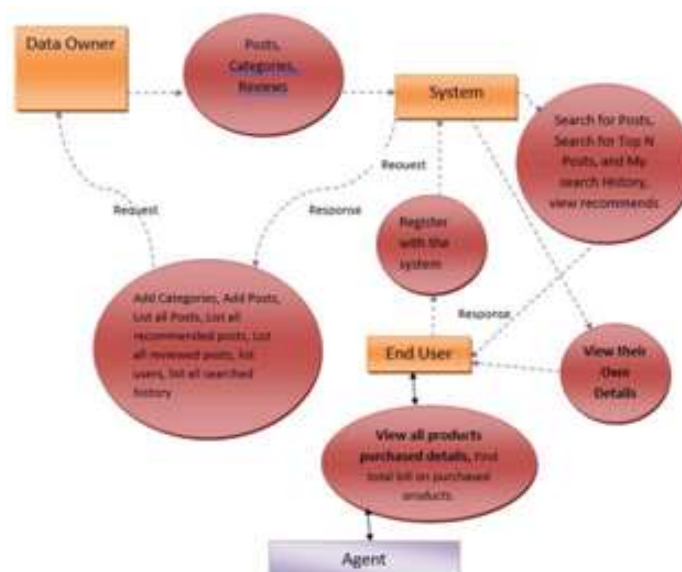 Data Owner
Posts,
Categories,
Reviews
System
Search for Posts,
Search for Top N
Posts, and My
search History,
view recommends
Request
Request
Response
Register
with the
system
Add Categories, Add Posts,
List all Posts, List all
recommended posts, List
all reviewed posts, list
users, list all searched
history
Response
End User
View their
Own
Details
View all products
purchased details, Find
total bill on purchased
products
Agent